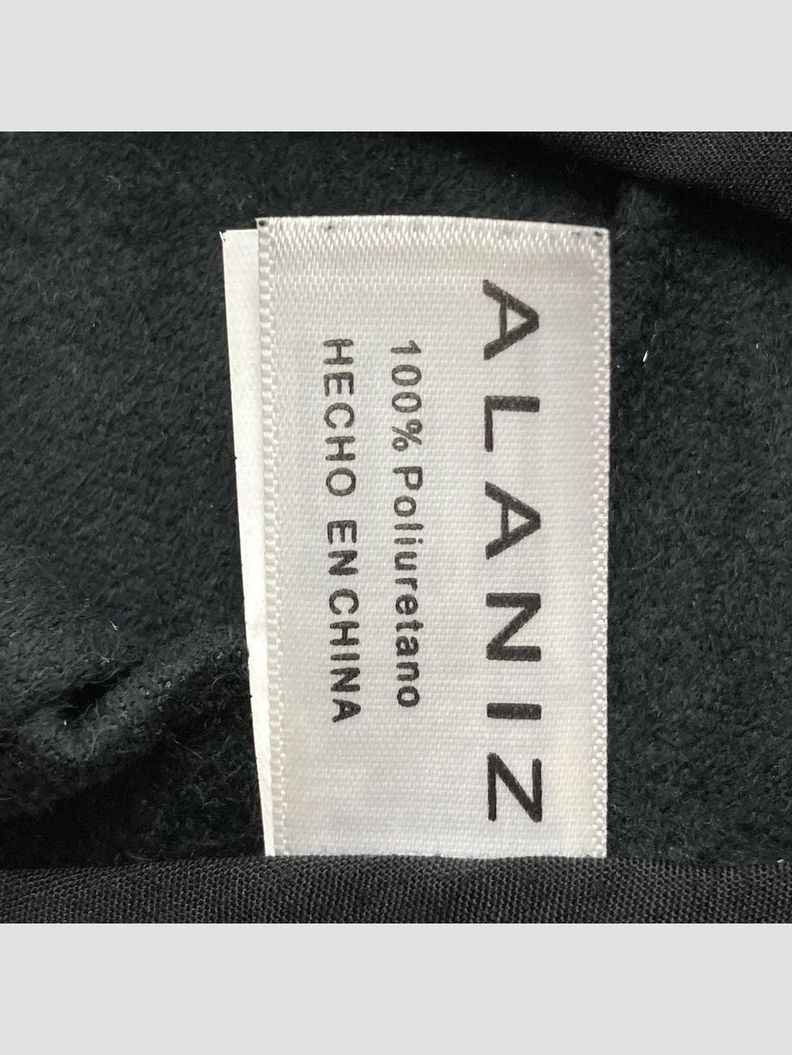 ALANIZ
100% Poliuretano
HECHO EN CHINA